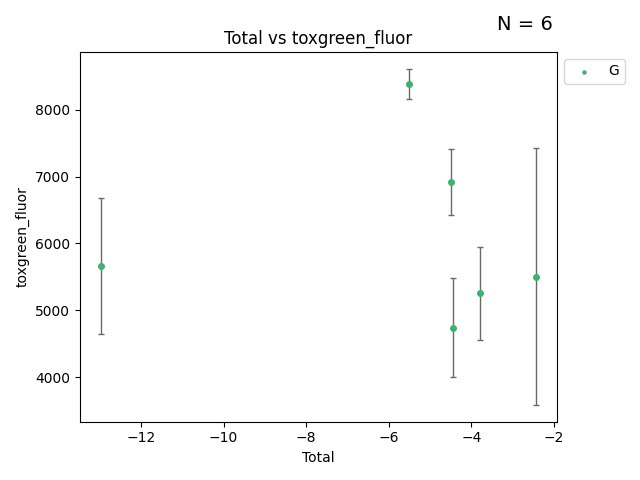 N = 6
Total vs toxgreen_fluor
G
8000
7000
6000
5000
4000
toxgreen_fluor
−12
−10
−8
−6
−4
−2
Total